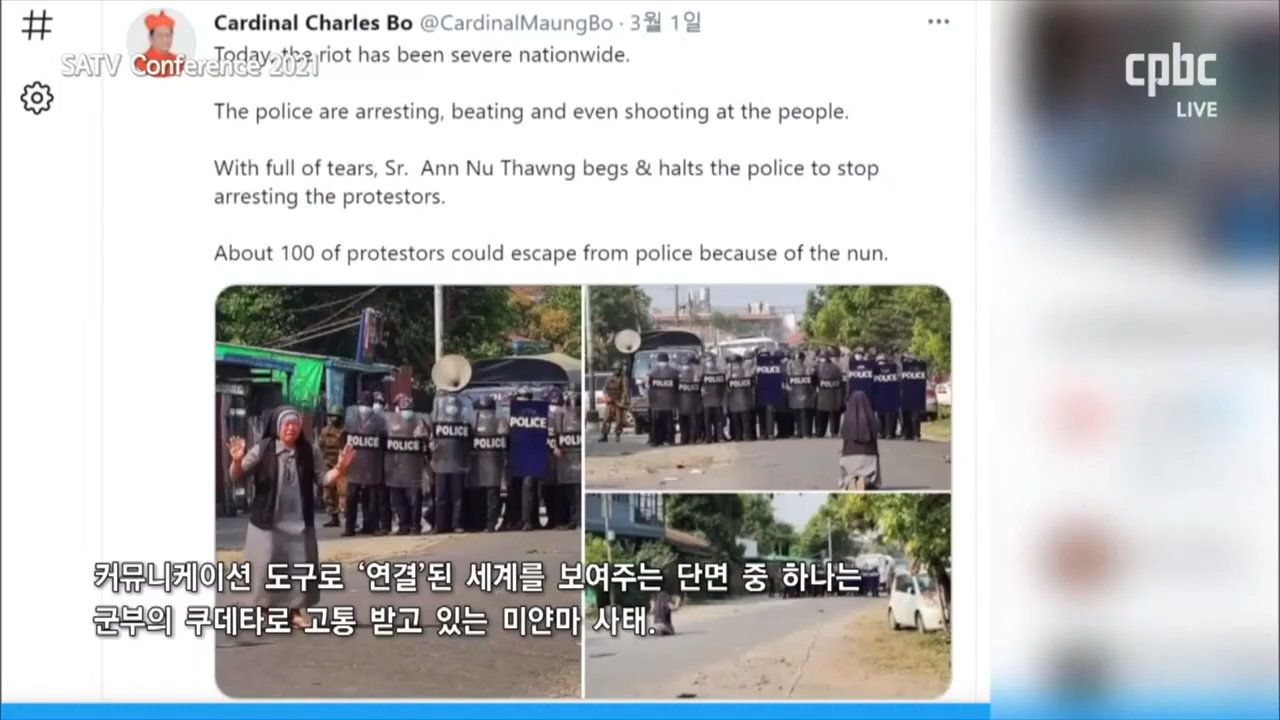 Cardinal Charles Bo @CardinalMaungBo · 3월 1일
Today, the riot has been severe nationwide.
SATV Conference 2021
cpbc
LIVE
The police are arresting, beating and even shooting at the people.
With full of tears, Sr. Ann Nu Thawng begs & halts the police to stop
arresting the protestors.
About 100 of protestors could escape from police because of the nun.
POLICE POLICE POLICE POLICE POLICE
POLICE POLICE POLICE POLICE POLICE POLICE POLICE POLICE POLICE
커뮤니케이션 도구로 ‘연결’된 세계를 보여주는 단면 중 하나는
군부의 쿠데타로 고통 받고 있는 미얀마 사태.